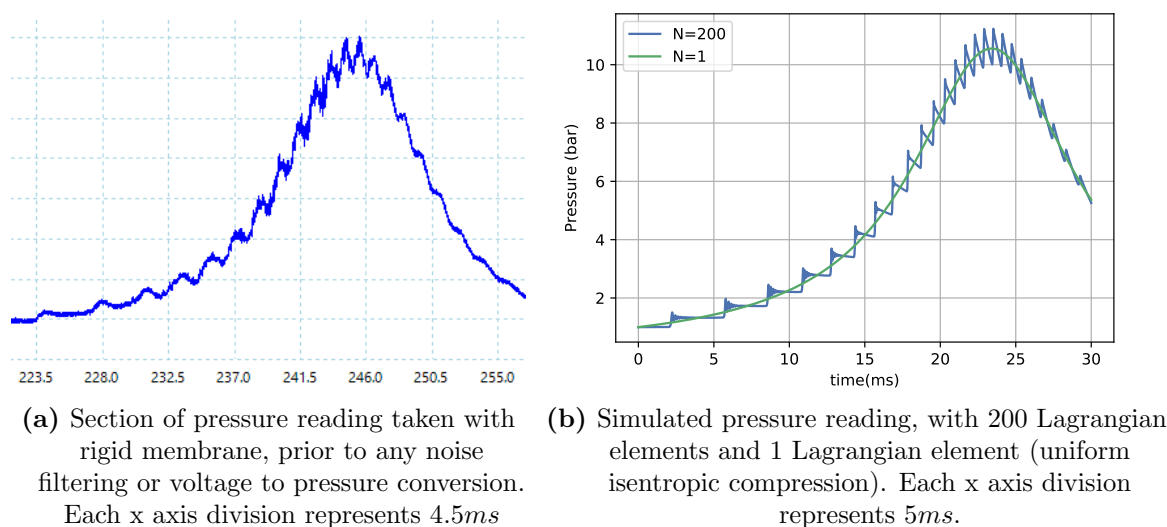 223.5 228.0 232.5 237.0 241.5 246.0 250.5 255.0
(a) Section of pressure reading taken with
rigid membrane, prior to any noise
filtering or voltage to pressure conversion.
Each x axis division represents 4.5ms
N=200
N=1
Pressure (bar)
10
8
6
4
2
0 5 10 15 20 25 30
time(ms)
(b) Simulated pressure reading, with 200 Lagrangian
elements and 1 Lagrangian element (uniform
isentropic compression). Each x axis division
represents 5ms.